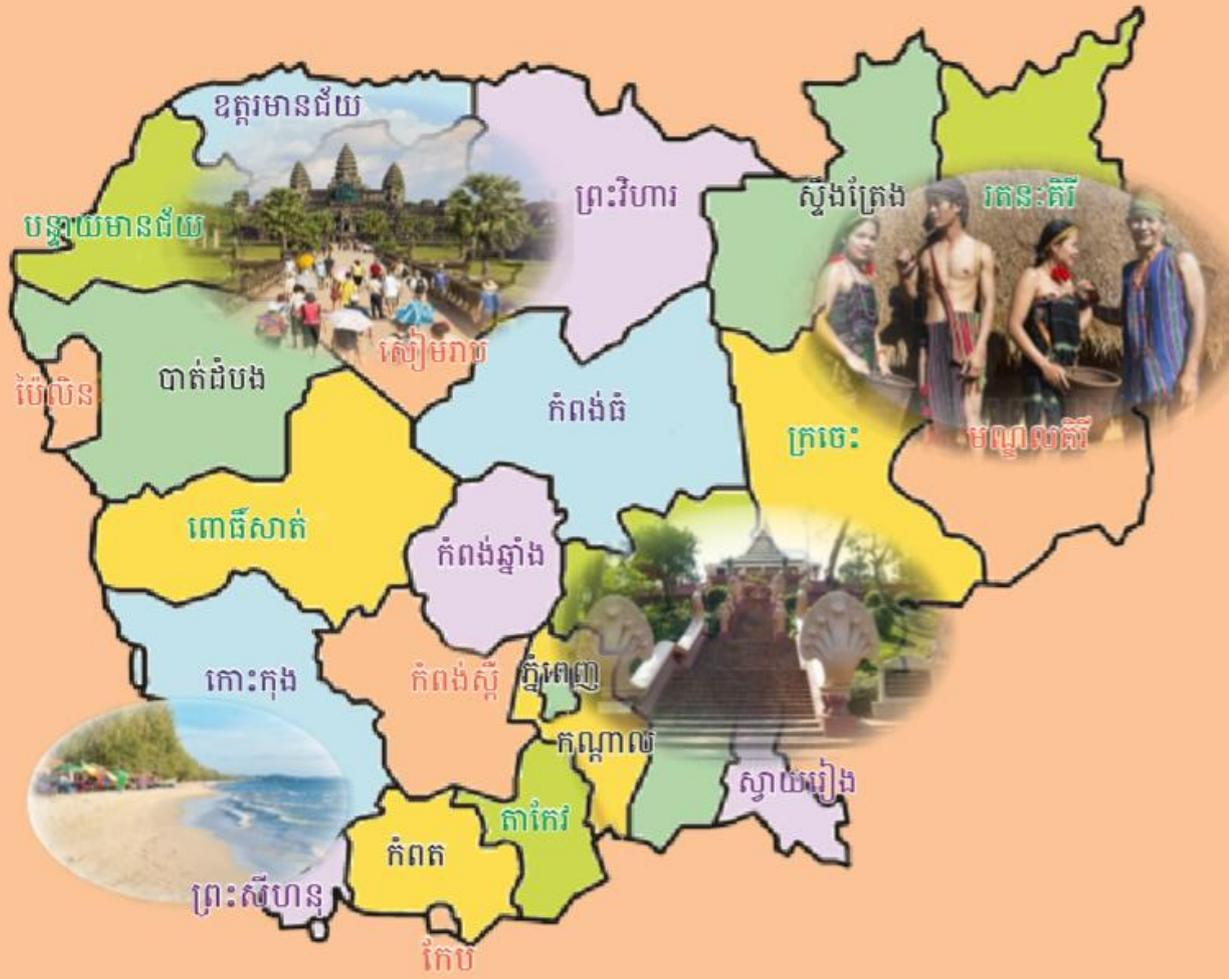 ឧត្តរមានជ័យ
ព្រះវិហារ
ស្ទឹងត្រែង
រតនៈគិរី
បន្ទាយមានជ័យ
សៀមរាប
ប៉ៃលិន
បាត់ដំបង
កំពង់ធំ
ក្រចេះ
មណ្ឌលគិរី
ពោធិ៍សាត់
កំពង់ឆ្នាំង
កោះកុង
កំពង់ស្ពឺ
ភ្នំពេញ
កណ្តាល
ស្វាយរៀង
តាកែវ
កំពត
ព្រះសីហនុ
កែប